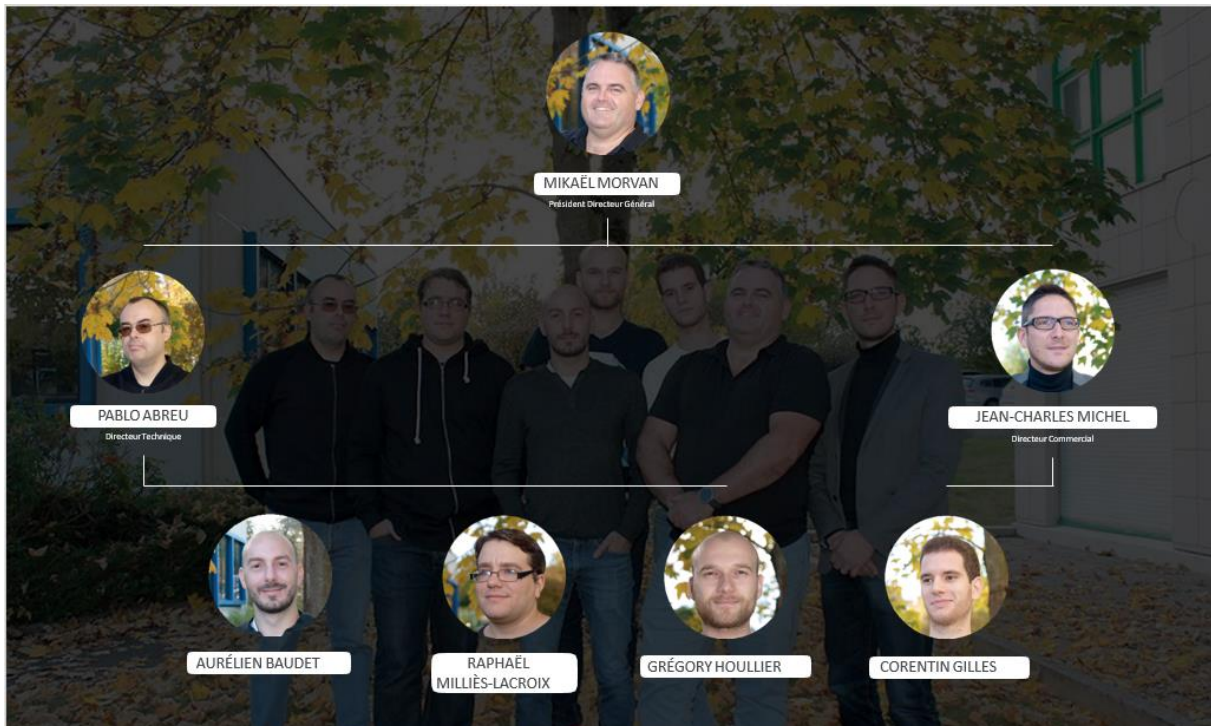 MIKAËL MORVAN
Président Directeur Général
PABLO ABREU
Directeur Technique
JEAN-CHARLES MICHEL
Directeur Commercial
AURÉLIEN BAUDET
RAPHAËL
MILLIÈS-LACROIX
GRÉGORY HOULLIER
CORENTIN GILLES